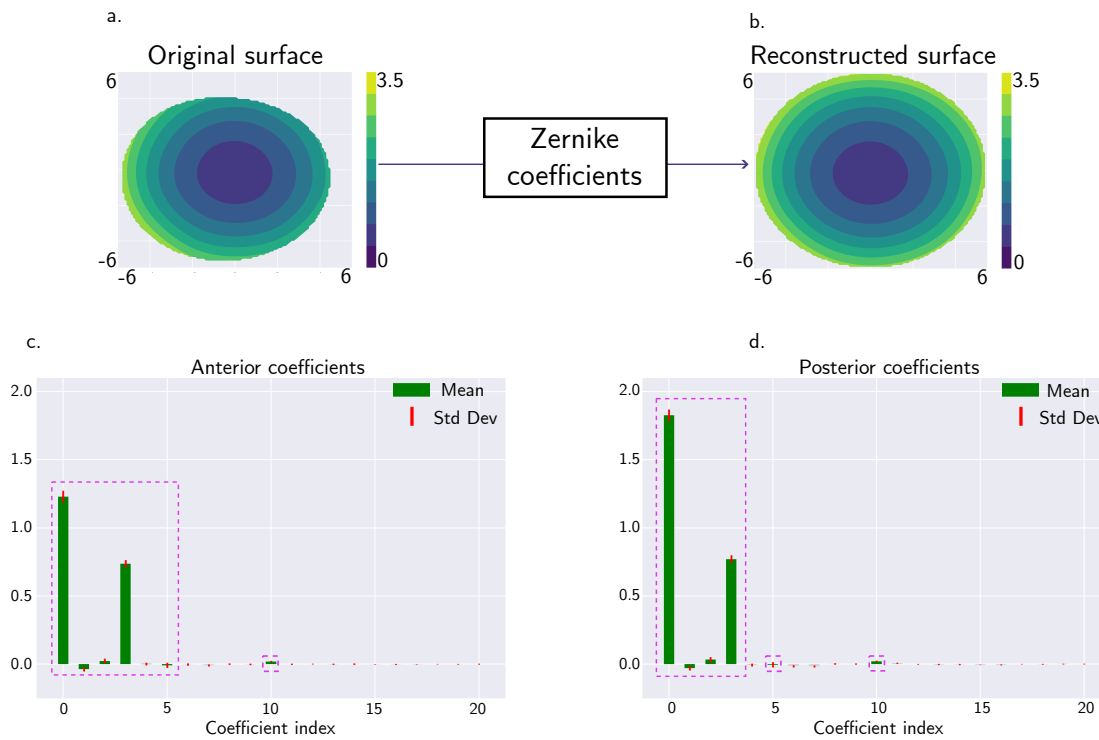 a.
b.
Original surface
Reconstructed surface
6
3.5
-6
0
-6
6
Zernike
coefficients
6
3.5
-6
0
-6
6
c.
d.
Anterior coefficients
2.0
1.5
1.0
0.5
0.0
Mean
Std Dev
0
5
10
15
20
Coefficient index
Posterior coefficients
2.0
1.5
1.0
0.5
0.0
Mean
Std Dev
0
5
10
15
20
Coefficient index